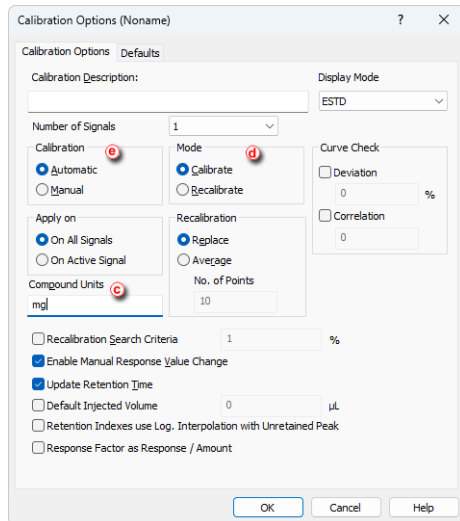 Calibration Options (Noname) ? ×
Calibration Options Defaults
Calibration Description: Display Mode
ESTD
Number of Signals 1
Calibration e Mode d Curve Check
Automatic Calibrate Deviation
Manual Recalibrate 0 %
Correlation
Apply on Recalibration 0
On All Signals Replace
On Active Signal Average
Compound Units c No. of Points
mg 10
Recalibration Search Criteria 1 %
Enable Manual Response Value Change
Update Retention Time
Default Injected Volume 0 µL
Retention Indexes use Log. Interpolation with Unretained Peak
Response Factor as Response / Amount
OK Cancel Help